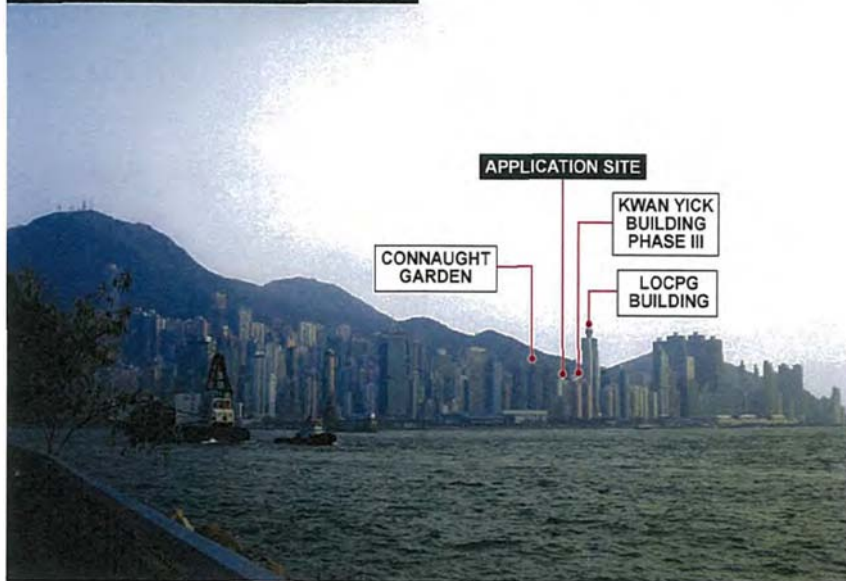 APPLICATION SITE
KWAN YICK
BUILDING
PHASE III
CONNAUGHT
GARDEN
LOCPG
BUILDING